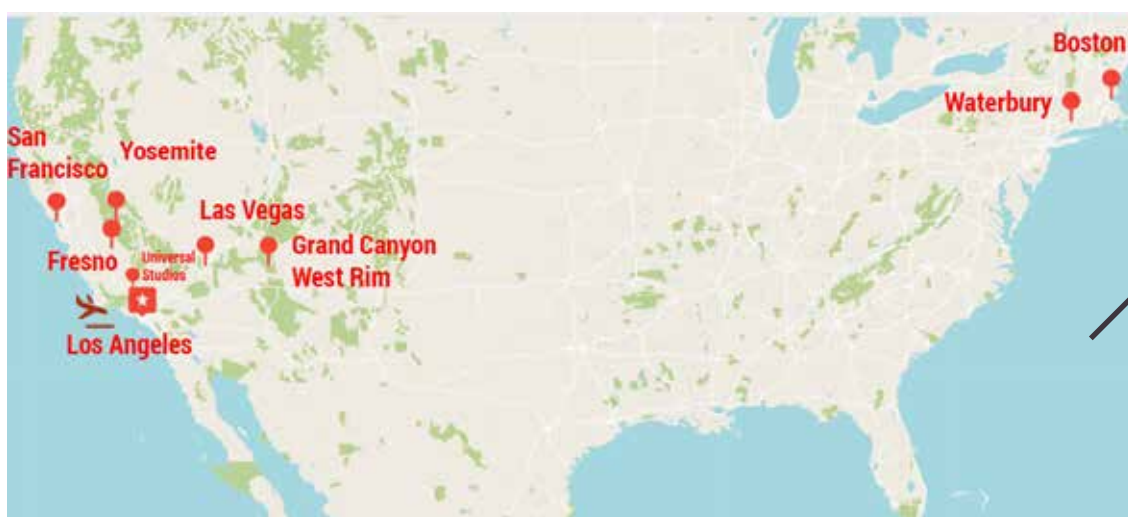 Boston
Waterbury
San
Francisco
Yosemite
Las Vegas
Fresno
Universal
Studios
Grand Canyon
West Rim
Los Angeles